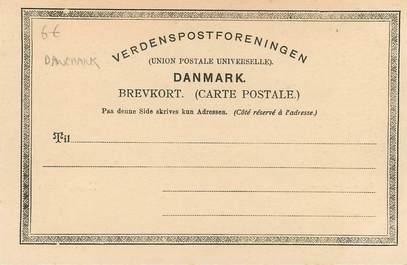 6€
DANMARK
VERDENSPOSTFORENINGEN
(UNION POSTALE UNIVERSELLE).
DANMARK.
BREVKORT. (CARTE POSTALE.)
Paa denne Side skrives kun Adressen. (Côté réservé à l'adresse.)
Til